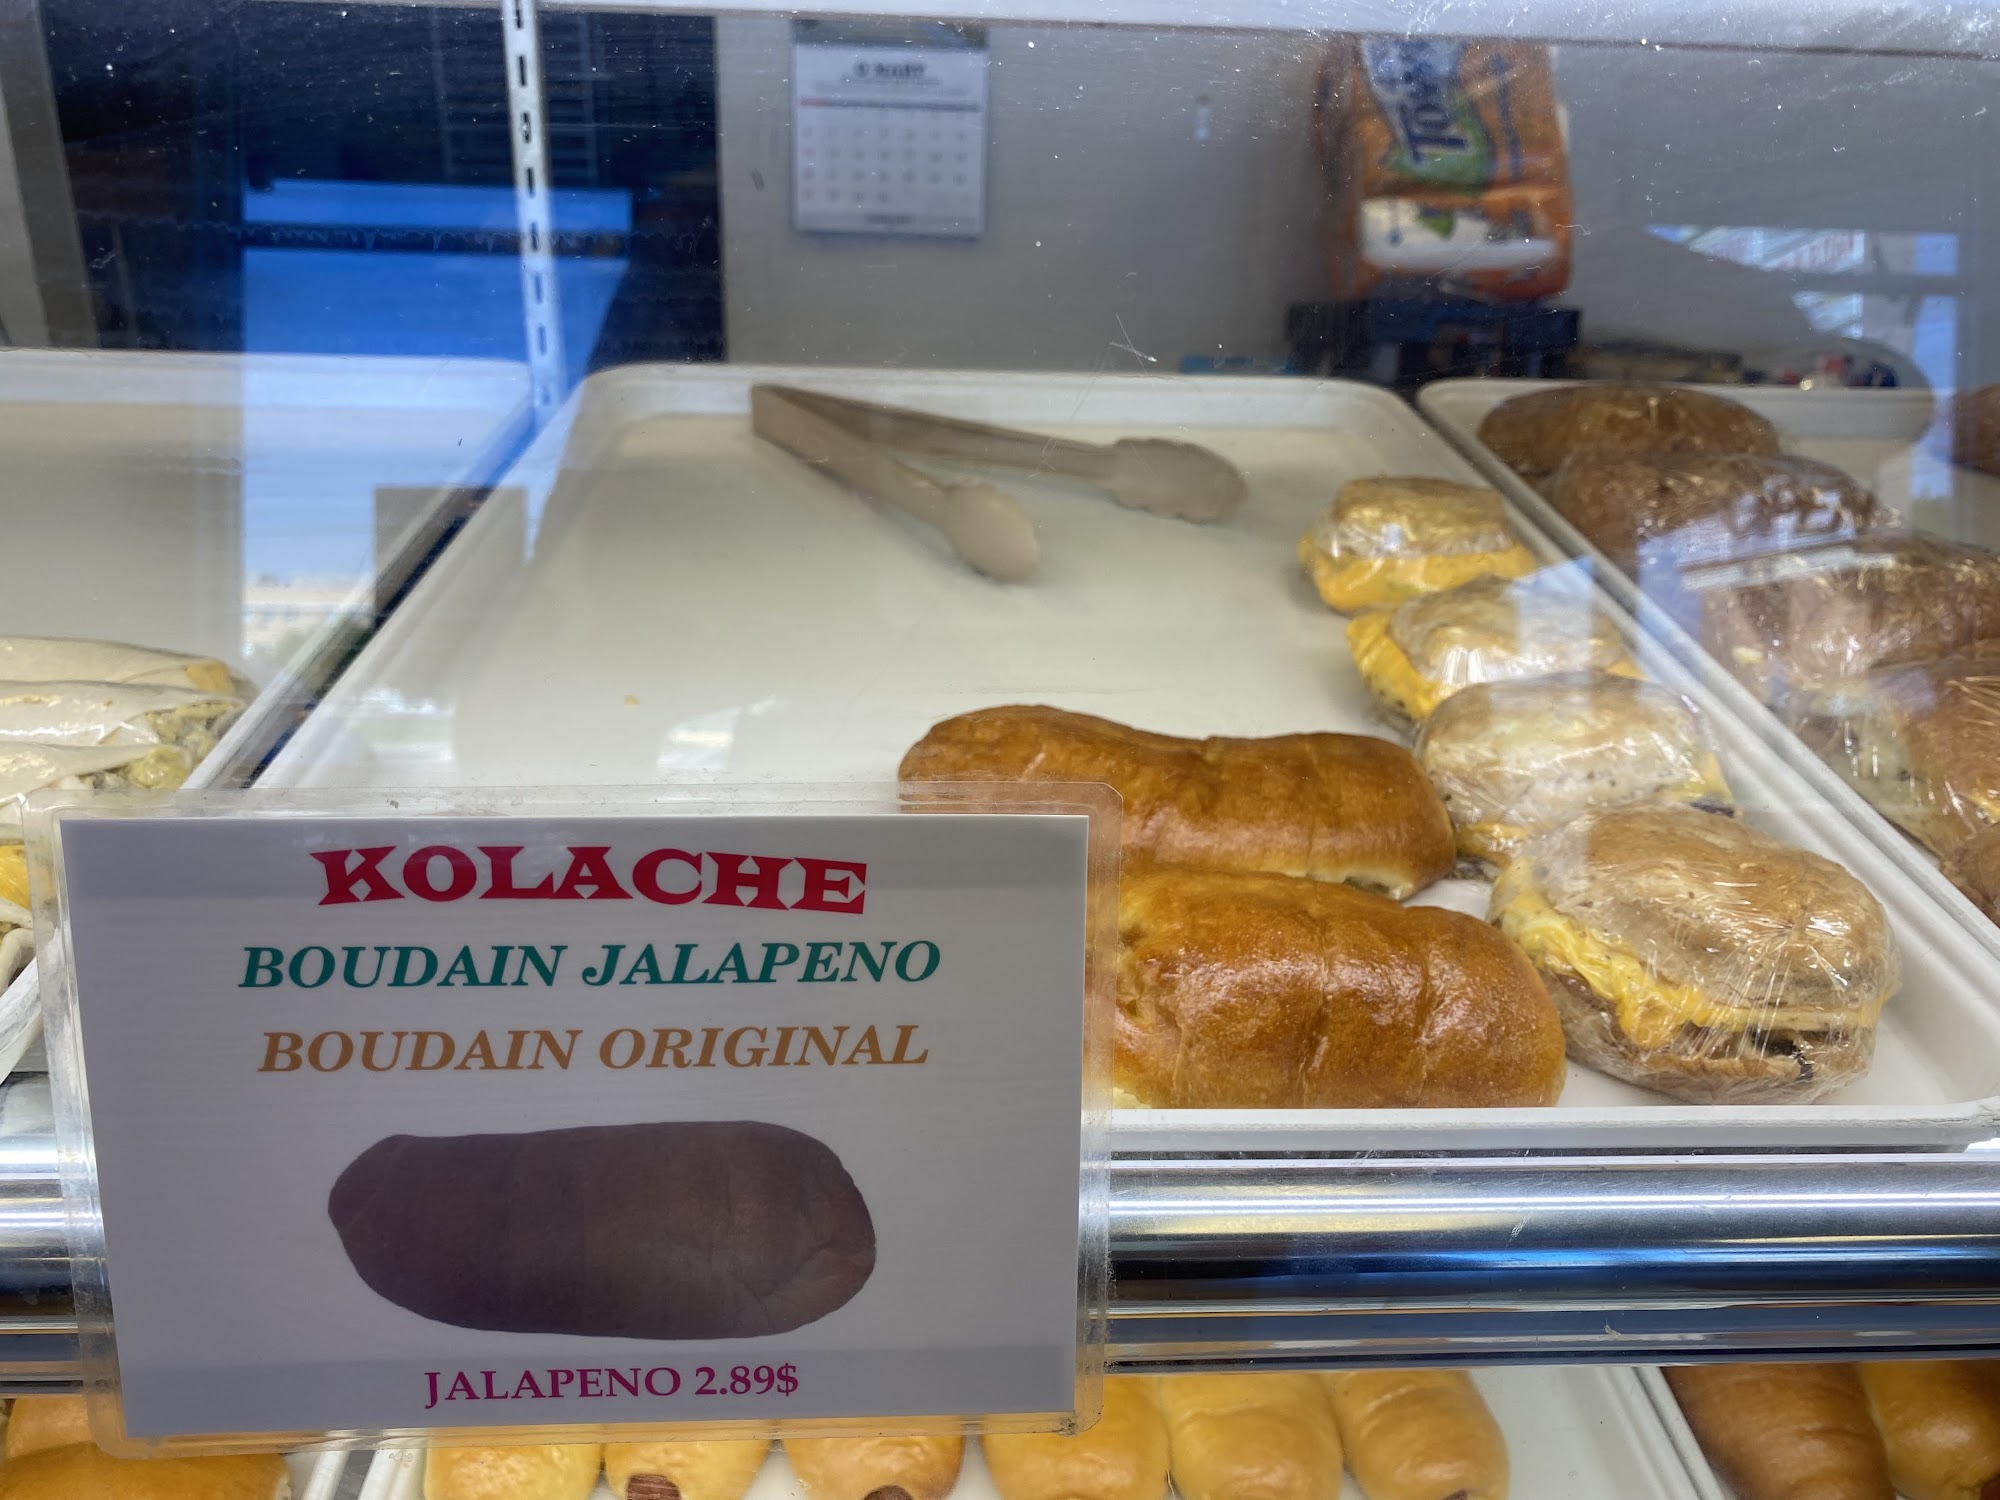 KOLACHE
BOUDAIN JALAPENO
BOUDAIN ORIGINAL
JALAPENO 2.89$